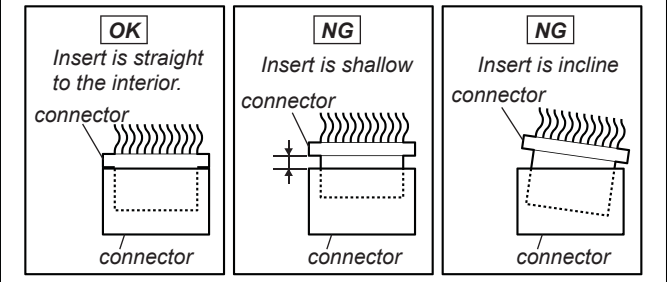 OK
Insert is straight
to the interior.
connector
connector
NG
Insert is shallow
connector
connector
NG
Insert is incline
connector
connector